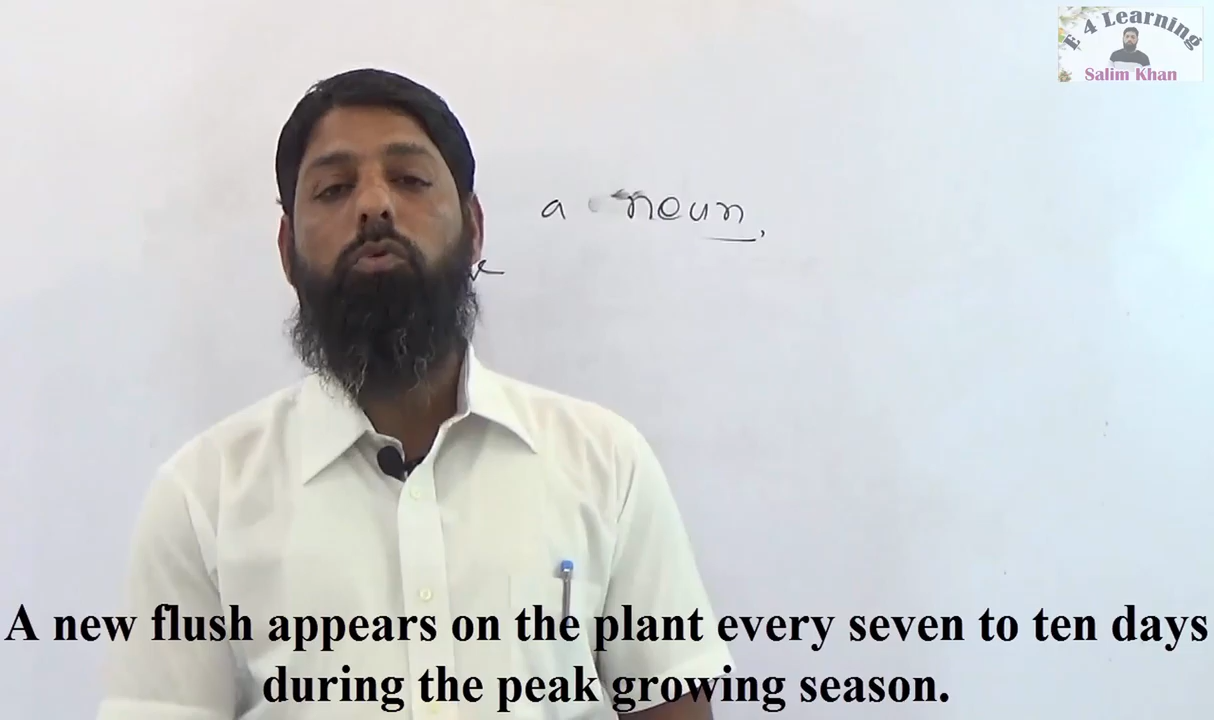 E 4 Learning
Salim Khan
a noun,
A new flush appears on the plant every seven to ten days
during the peak growing season.